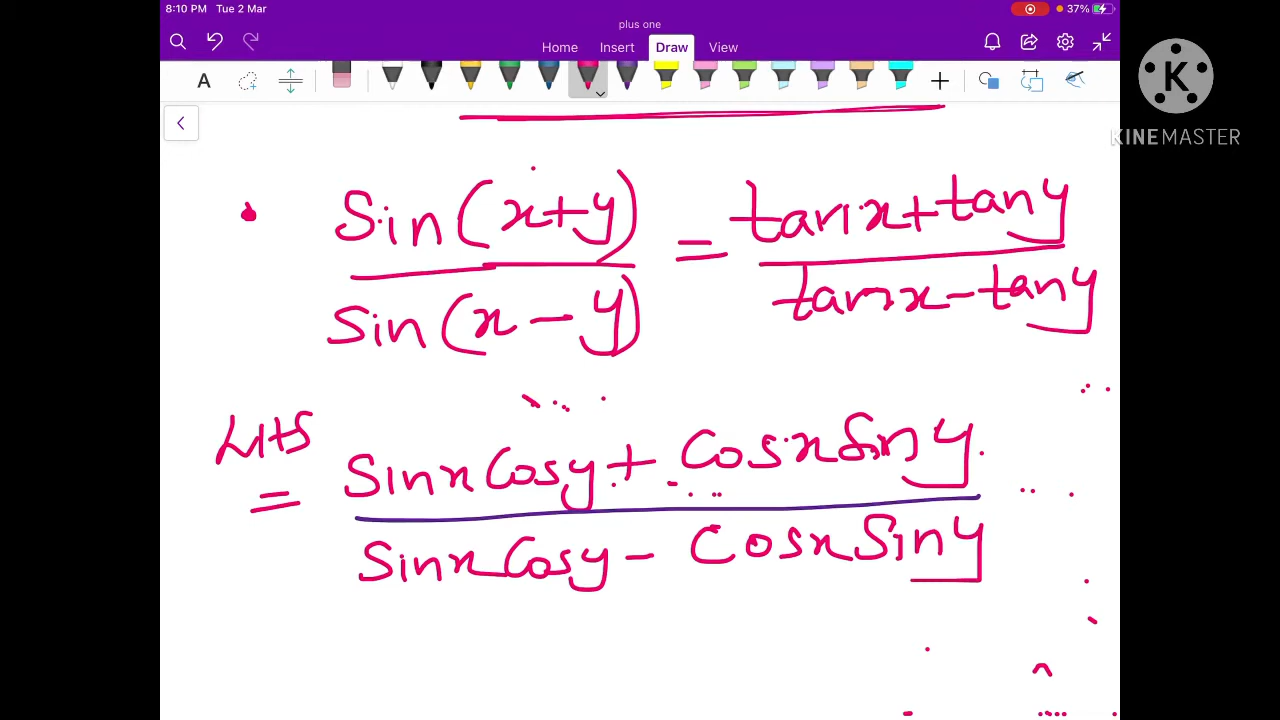 8:10 PM Tue 2 Mar
37%
plus one
Home Insert Draw View
A
K
KINEMASTER
Sin(x+y) = tanx+tany
Sin(x-y) tanx-tany
LHS
= Sinx Cosy + Cosx Siny
Sinx Cosy - Cosx Siny